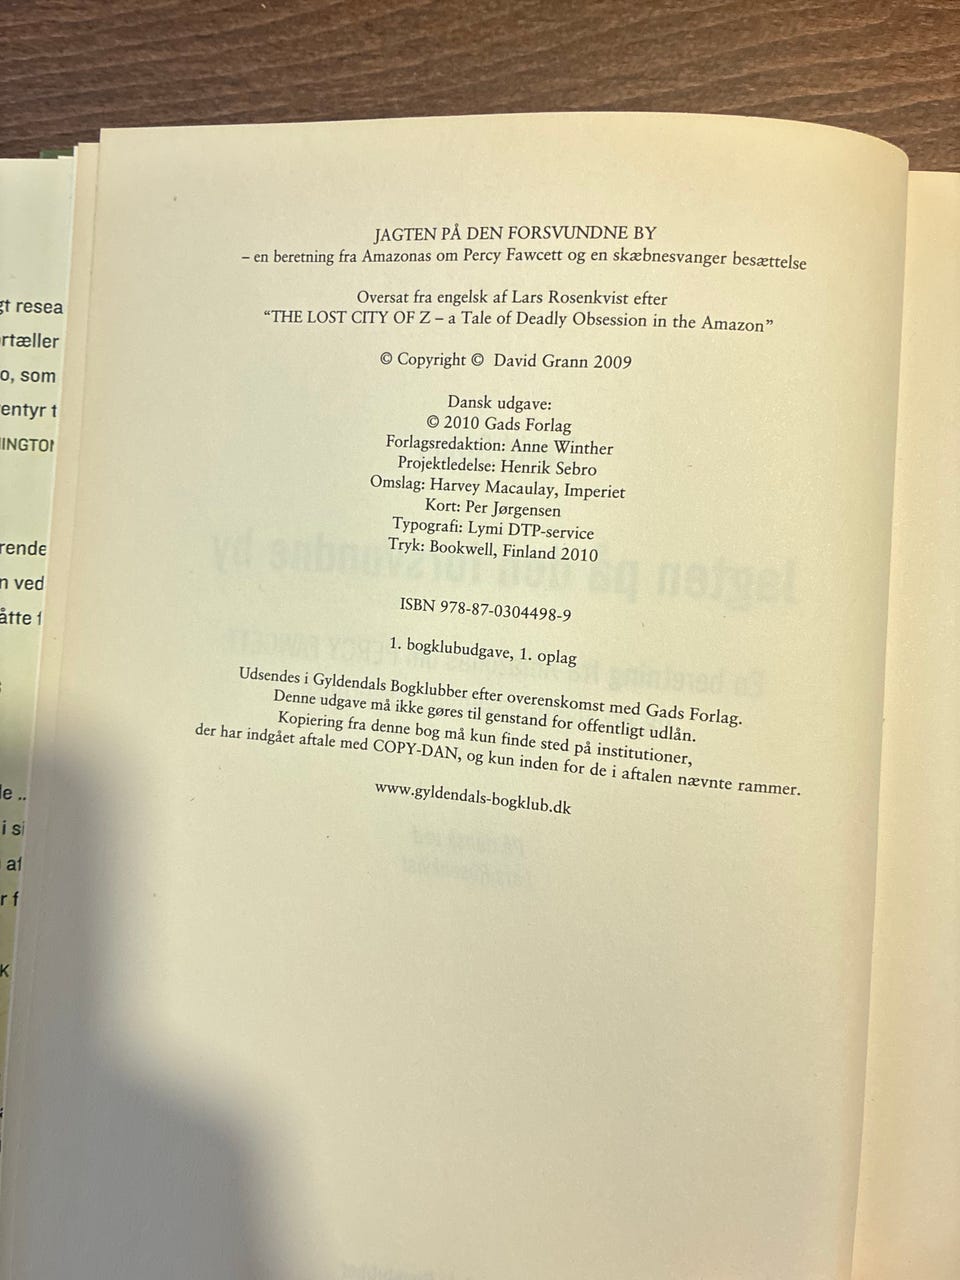 JAGTEN PÅ DEN FORSVUNDNE BY
– en beretning fra Amazonas om Percy Fawcett og en skæbnesvanger besættelse
Oversat fra engelsk af Lars Rosenkvist efter
“THE LOST CITY OF Z – a Tale of Deadly Obsession in the Amazon”
© Copyright © David Grann 2009
Dansk udgave:
© 2010 Gads Forlag
Forlagsredaktion: Anne Winther
Projektledelse: Henrik Sebro
Omslag: Harvey Macaulay, Imperiet
Kort: Per Jørgensen
Typografi: Lymi DTP-service
Tryk: Bookwell, Finland 2010
ISBN 978-87-0304498-9
1. bogklubudgave, 1. oplag
Udsendes i Gyldendals Bogklubber efter overenskomst med Gads Forlag.
Denne udgave må ikke gøres til genstand for offentligt udlån.
Kopiering fra denne bog må kun finde sted på institutioner,
der har indgået aftale med COPY-DAN, og kun inden for de i aftalen nævnte rammer.
www.gyldendals-bogklub.dk